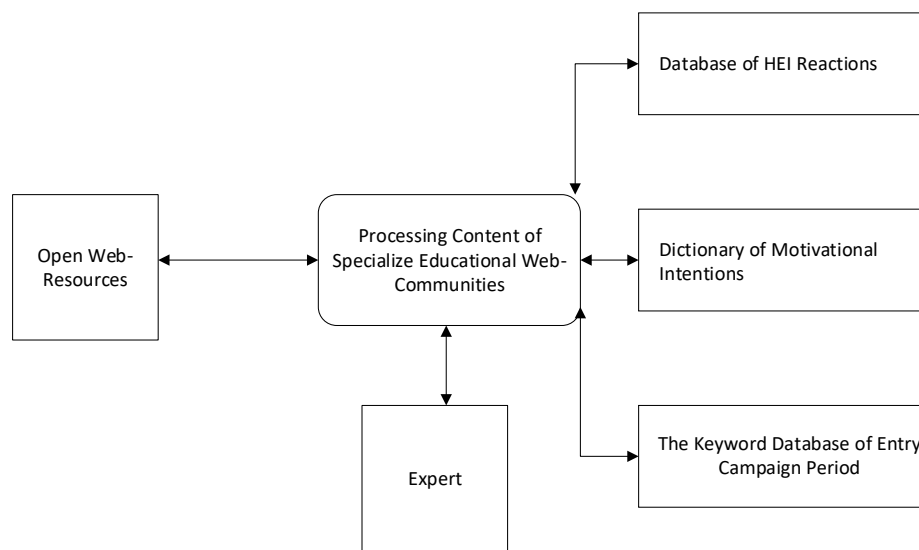 Database of HEI Reactions
Open Web-
Resources
Processing Content of
Specialize Educational Web-
Communities
Dictionary of Motivational
Intentions
Expert
The Keyword Database of Entry
Campaign Period